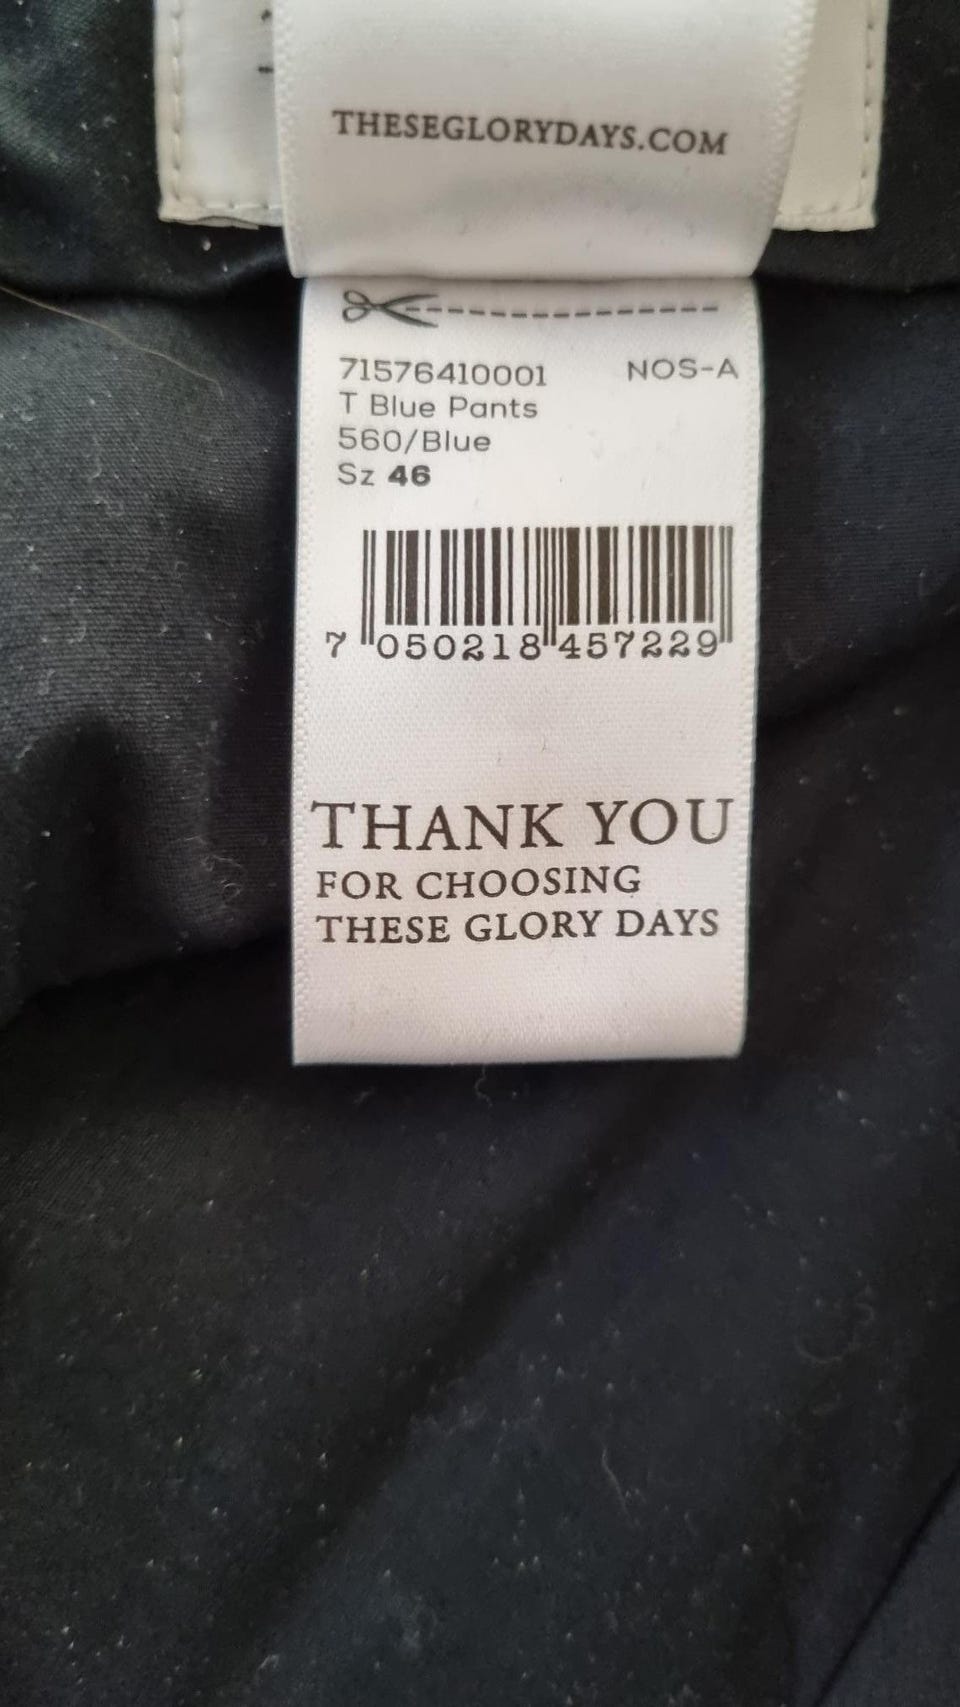 THESEGLORYDAYS.COM
71576410001 NOS-A
T Blue Pants
560/Blue
Sz 46
7 050218 457229
THANK YOU
FOR CHOOSING
THESE GLORY DAYS